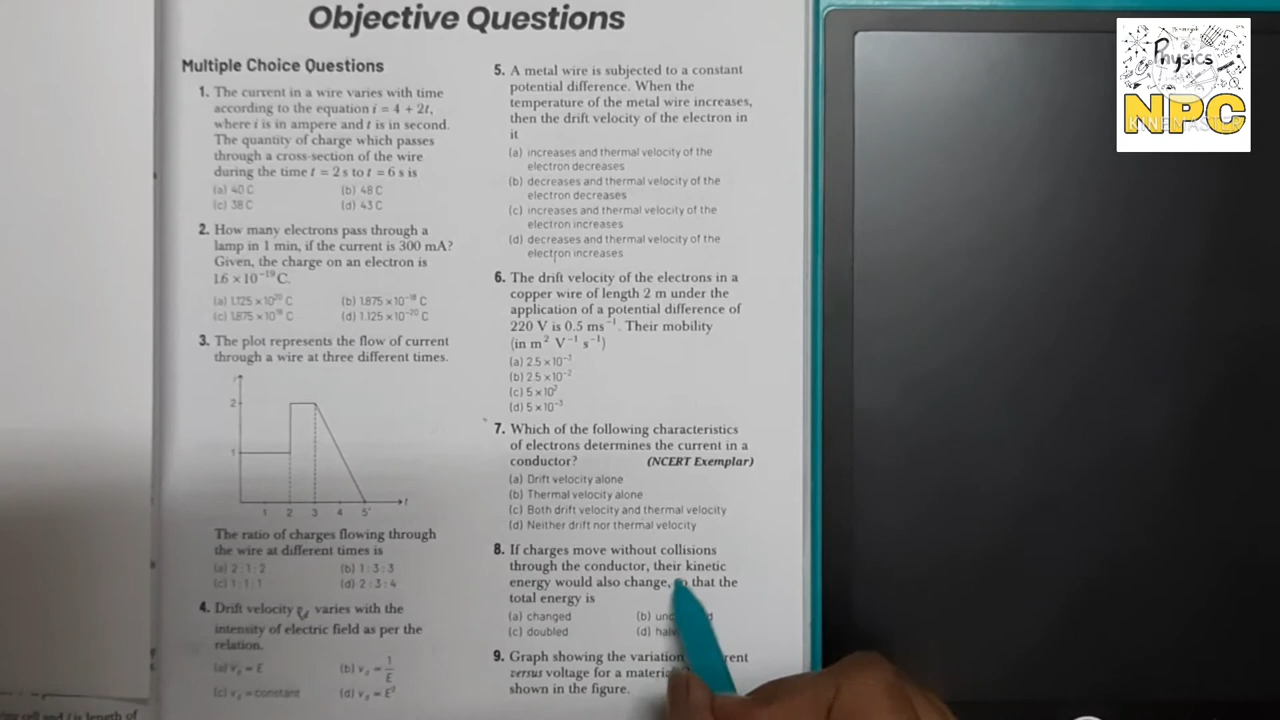 Objective Questions
Multiple Choice Questions
1. The current in a wire varies with time
according to the equation i = 4 + 2t,
where i is in ampere and t is in second.
The quantity of charge which passes
through a cross-section of the wire
during the time t = 2 s to t = 6 s is
(a) 40 C (b) 48 C
(c) 38 C (d) 43 C
2. How many electrons pass through a
lamp in 1 min, if the current is 300 mA?
Given, the charge on an electron is
1.6 × 10⁻¹⁹ C.
(a) 1.125 × 10²⁰ C (b) 1.875 × 10⁻¹⁸ C
(c) 1.875 × 10¹⁸ C (d) 1.125 × 10⁻²⁰ C
3. The plot represents the flow of current
through a wire at three different times.
i
2
1
1 2 3 4 5 t
The ratio of charges flowing through
the wire at different times is
(a) 2 : 1 : 2 (b) 1 : 3 : 3
(c) 1 : 1 : 1 (d) 2 : 3 : 4
4. Drift velocity varies with the
intensity of electric field as per the
relation.
(a) v_d ∝ E (b) v_d ∝ 1/E
(c) v_d = constant (d) v_d ∝ E²
5. A metal wire is subjected to a constant
potential difference. When the
temperature of the metal wire increases,
then the drift velocity of the electron in
it
(a) increases and thermal velocity of the
electron decreases
(b) decreases and thermal velocity of the
electron decreases
(c) increases and thermal velocity of the
electron increases
(d) decreases and thermal velocity of the
electron increases
6. The drift velocity of the electrons in a
copper wire of length 2 m under the
application of a potential difference of
220 V is 0.5 ms⁻¹. Their mobility
(in m² V⁻¹ s⁻¹)
(a) 2.5 × 10⁻³
(b) 2.5 × 10⁻²
(c) 5 × 10²
(d) 5 × 10⁻³
7. Which of the following characteristics
of electrons determines the current in a
conductor? (NCERT Exemplar)
(a) Drift velocity alone
(b) Thermal velocity alone
(c) Both drift velocity and thermal velocity
(d) Neither drift nor thermal velocity
8. If charges move without collisions
through the conductor, their kinetic
energy would also change, that the
total energy is
(a) changed (b)
(c) doubled (d)
9. Graph showing the variation
versus voltage for a
shown in the figure.
Physics
NPC
KINEMASTER